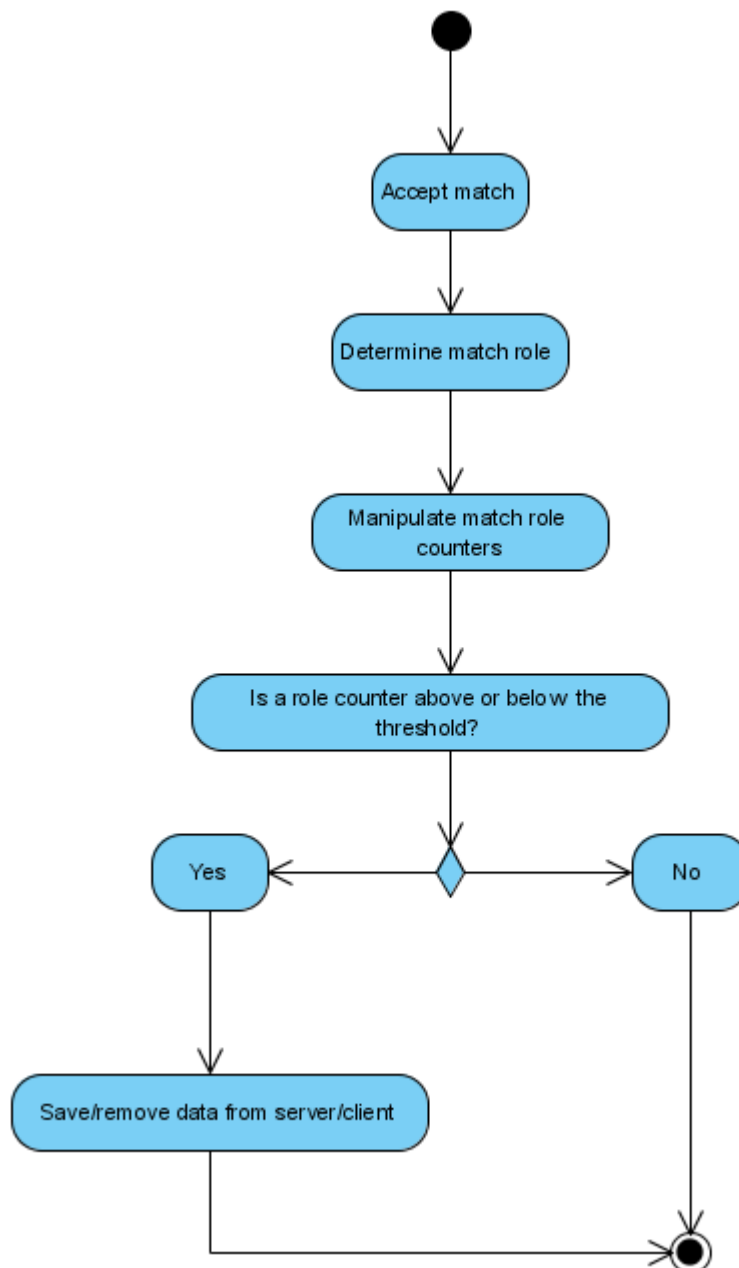 Accept match
Determine match role
Manipulate match role
counters
Is a role counter above or below the
threshold?
Yes
No
Save/remove data from server/client